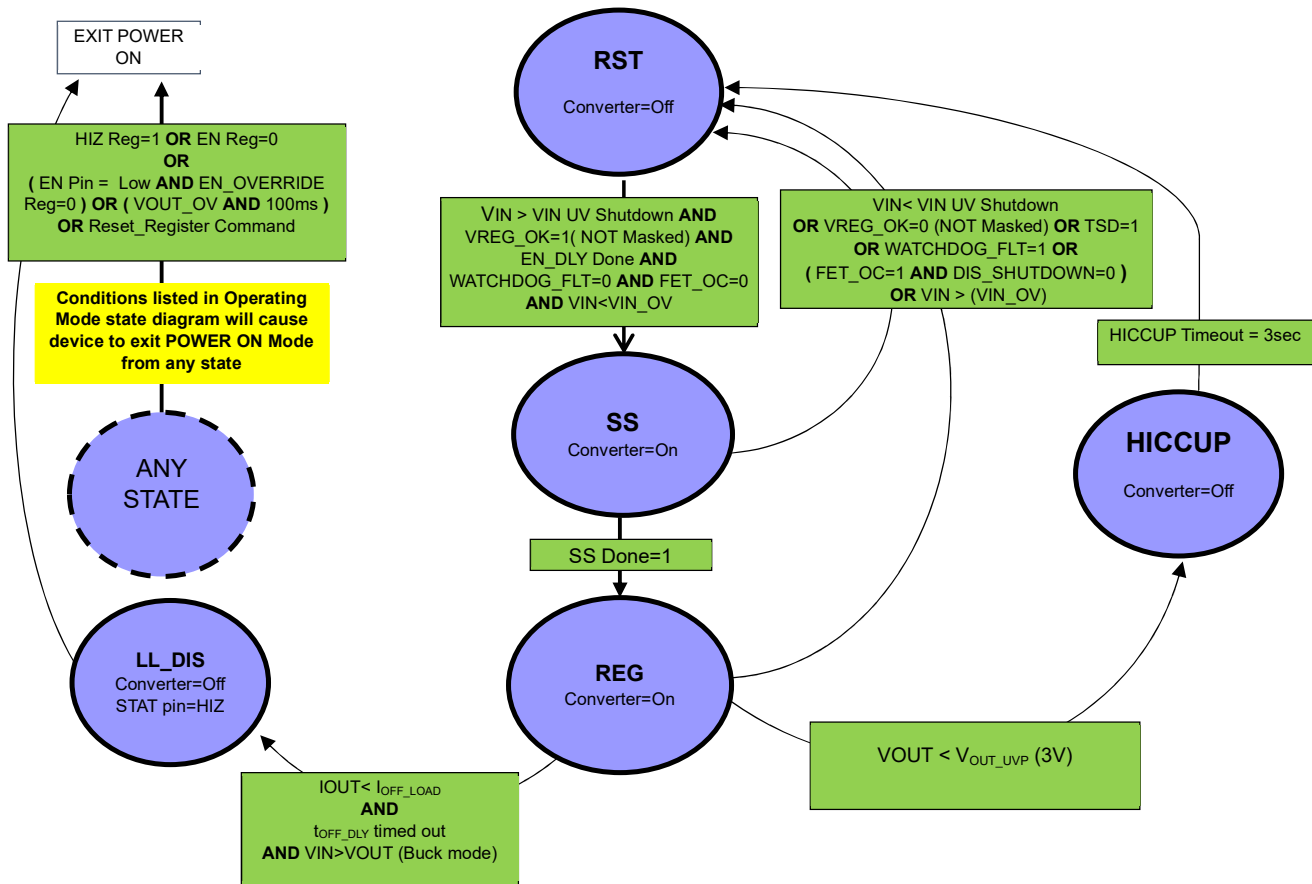 EXIT POWER
ON
HIZ Reg=1 OR EN Reg=0
OR
( EN Pin = Low AND EN_OVERRIDE
Reg=0 ) OR ( VOUT_OV AND 100ms )
OR Reset_Register Command
Conditions listed in Operating
Mode state diagram will cause
device to exit POWER ON Mode
from any state
ANY
STATE
LL_DIS
Converter=Off
STAT pin=HIZ
RST
Converter=Off
VIN > VIN UV Shutdown AND
VREG_OK=1( NOT Masked) AND
EN_DLY Done AND
WATCHDOG_FLT=0 AND FET_OC=0
AND VIN<VIN_OV
SS
Converter=On
SS Done=1
REG
Converter=On
IOUT< IOFF_LOAD
AND
tOFF_DLY timed out
AND VIN>VOUT (Buck mode)
VIN< VIN UV Shutdown
OR VREG_OK=0 (NOT Masked) OR TSD=1
OR WATCHDOG_FLT=1 OR
( FET_OC=1 AND DIS_SHUTDOWN=0 )
OR VIN > (VIN_OV)
HICCUP Timeout = 3sec
HICCUP
Converter=Off
VOUT < VOUT_UVP (3V)